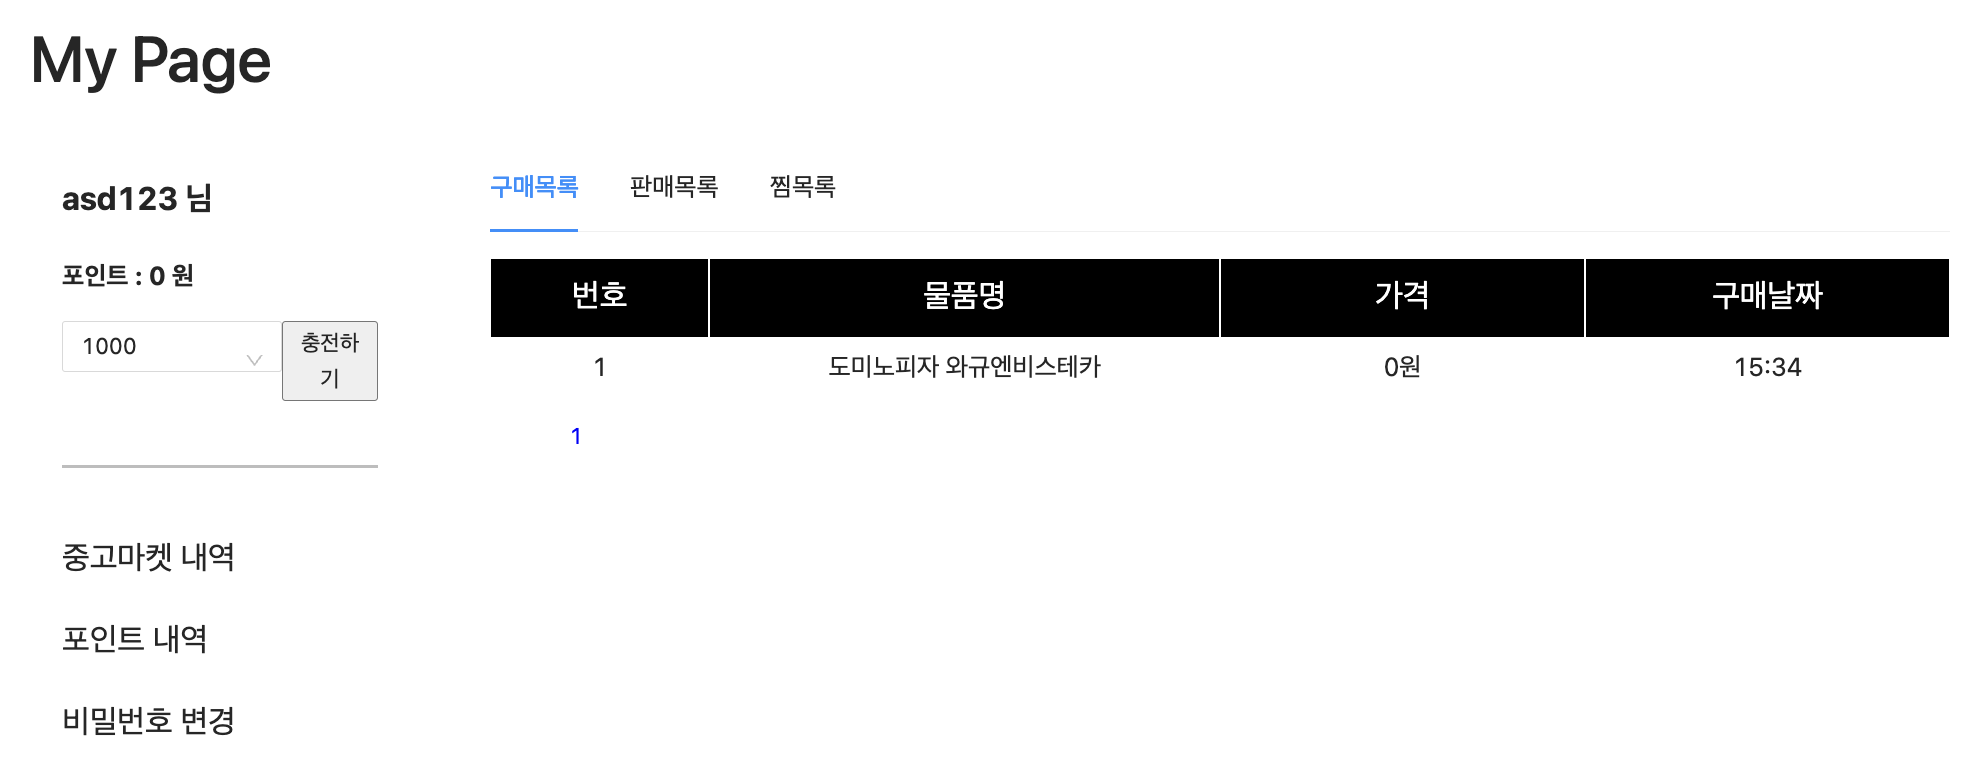 My Page
asd123 님
포인트 : 0 원
1000
충전하
기
중고마켓 내역
포인트 내역
비밀번호 변경
구매목록 판매목록 찜목록
번호 물품명 가격 구매날짜
1 도미노피자 와규엔비스테카 0원 15:34
1